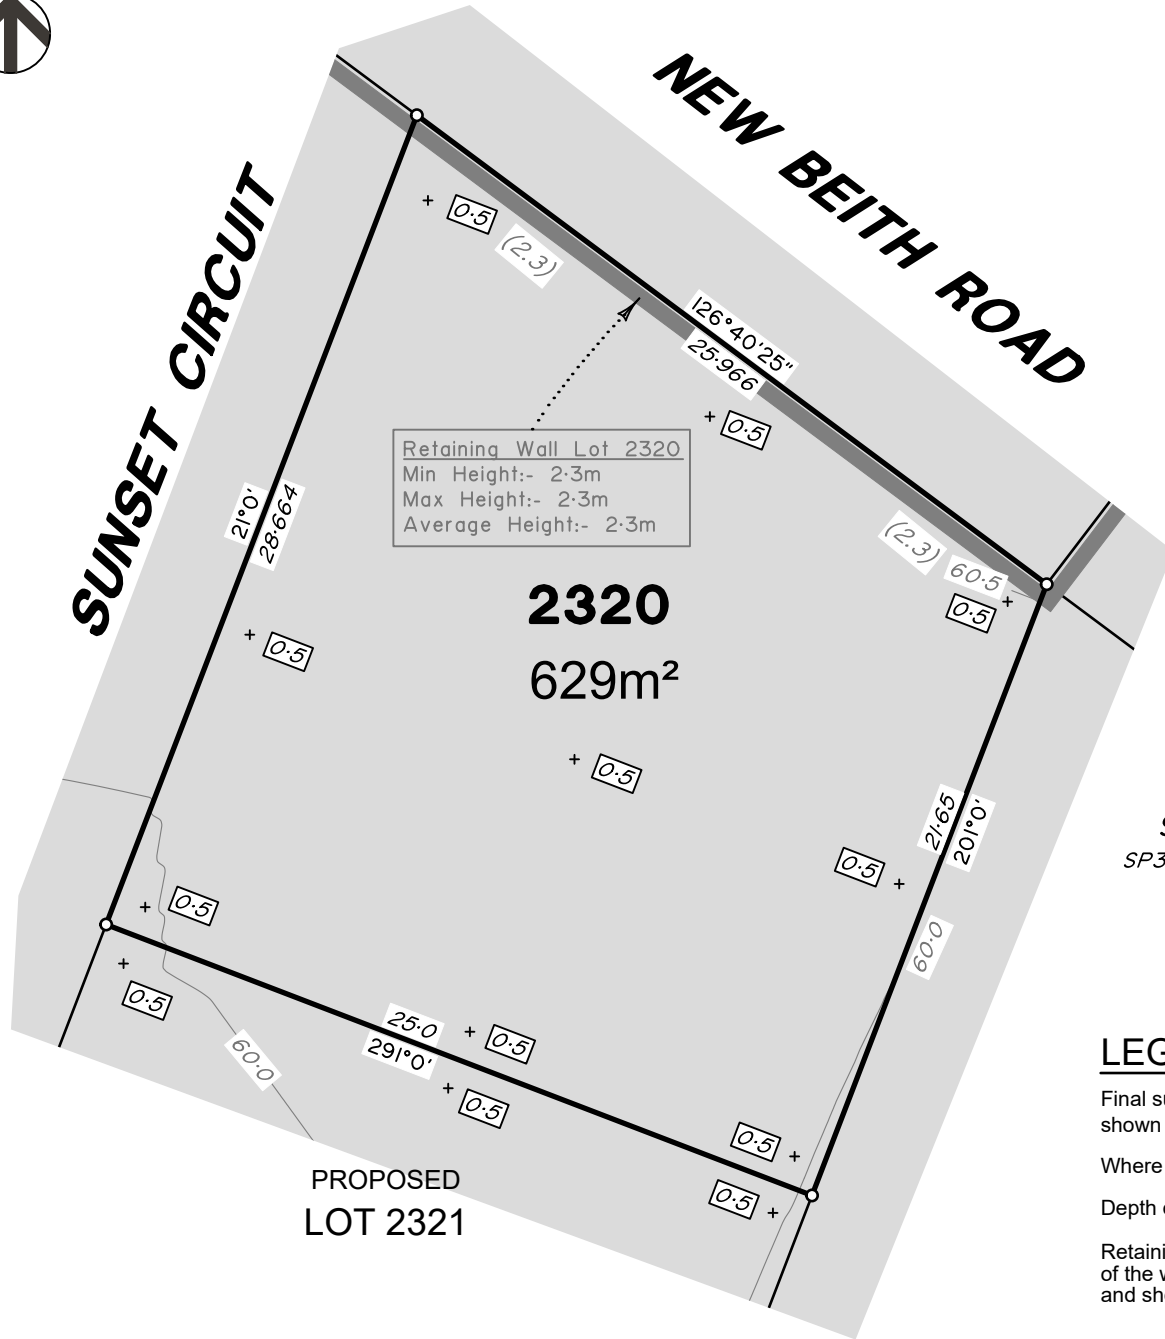 NEW BEITH ROAD
SUNSET CIRCUIT
0·5
(2.3)
126°40'25"
25·966
0·5
Retaining Wall Lot 2320
Min Height:- 2·3m
Max Height:- 2·3m
Average Height:- 2·3m
21°0'
28·664
(2.3)
60·5
0·5
2320
629m²
0·5
0·5
21·65
201°0'
S
SP3
0·5
0·5
60·0
0·5
25·0
291°0'
0·5
60·0
0·5
0·5
0·5
PROPOSED
LOT 2321
LEG
Final su
shown
Where
Depth o
Retaini
of the w
and sho